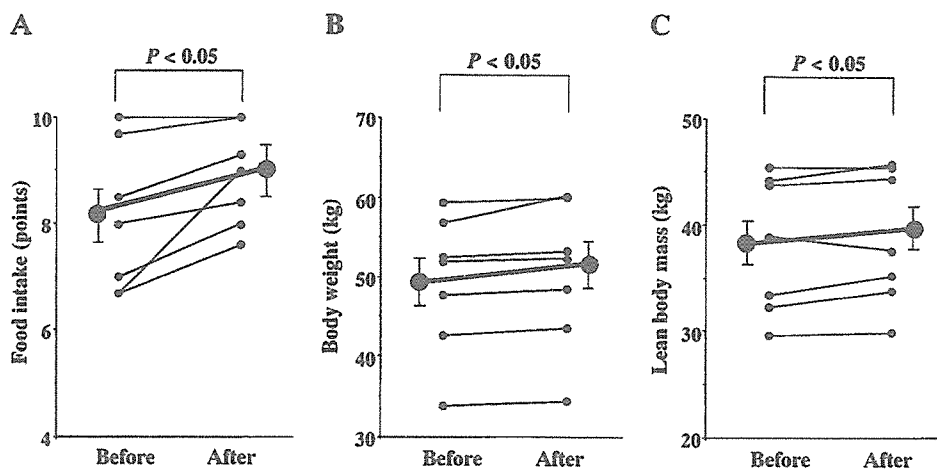 A
P < 0.05
Food intake (points)
10
8
6
4
Before After
B
P < 0.05
Body weight (kg)
70
60
50
40
30
Before After
C
P < 0.05
Lean body mass (kg)
50
40
30
20
Before After